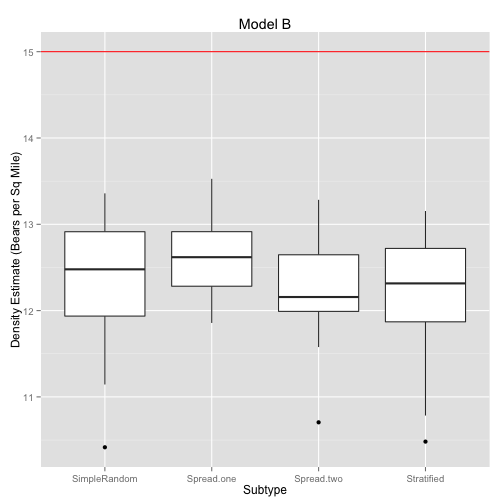 Model B
Density Estimate (Bears per Sq Mile)
15
14
13
12
11
SimpleRandom Spread.one Spread.two Stratified
Subtype